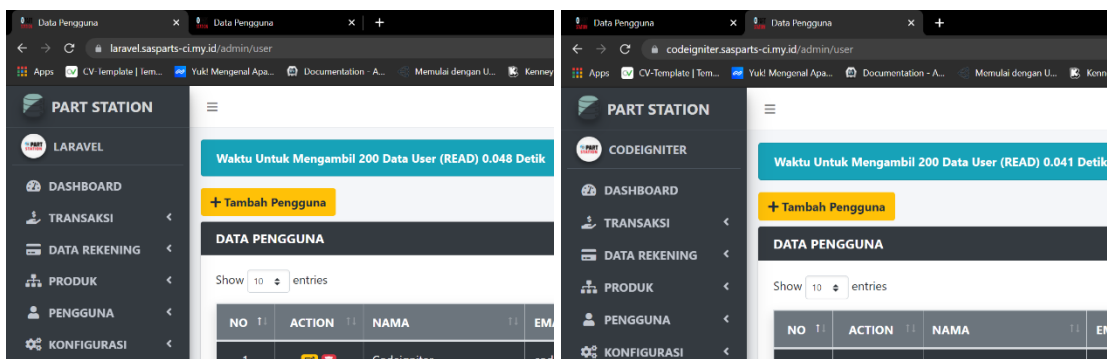 Data Pengguna
Data Pengguna
laravel.sasparts-ci.my.id/admin/user
Apps
CV-Template | Tem...
Yuk! Mengenal Apa...
Documentation - A...
Memulai dengan U...
Kenney
PART STATION
LARAVEL
DASHBOARD
TRANSAKSI
DATA REKENING
PRODUK
PENGGUNA
KONFIGURASI
Waktu Untuk Mengambil 200 Data User (READ) 0.048 Detik
+ Tambah Pengguna
DATA PENGGUNA
Show 10 entries
NO ACTION NAMA EMA
1 Codeigniter
Data Pengguna
Data Pengguna
codeigniter.sasparts-ci.my.id/admin/user
Apps
CV-Template | Tem...
Yuk! Mengenal Apa...
Documentation - A...
Memulai dengan U...
Kenn
PART STATION
CODEIGNITER
DASHBOARD
TRANSAKSI
DATA REKENING
PRODUK
PENGGUNA
KONFIGURASI
Waktu Untuk Mengambil 200 Data User (READ) 0.041 Detik
+ Tambah Pengguna
DATA PENGGUNA
Show 10 entries
NO ACTION NAMA EM